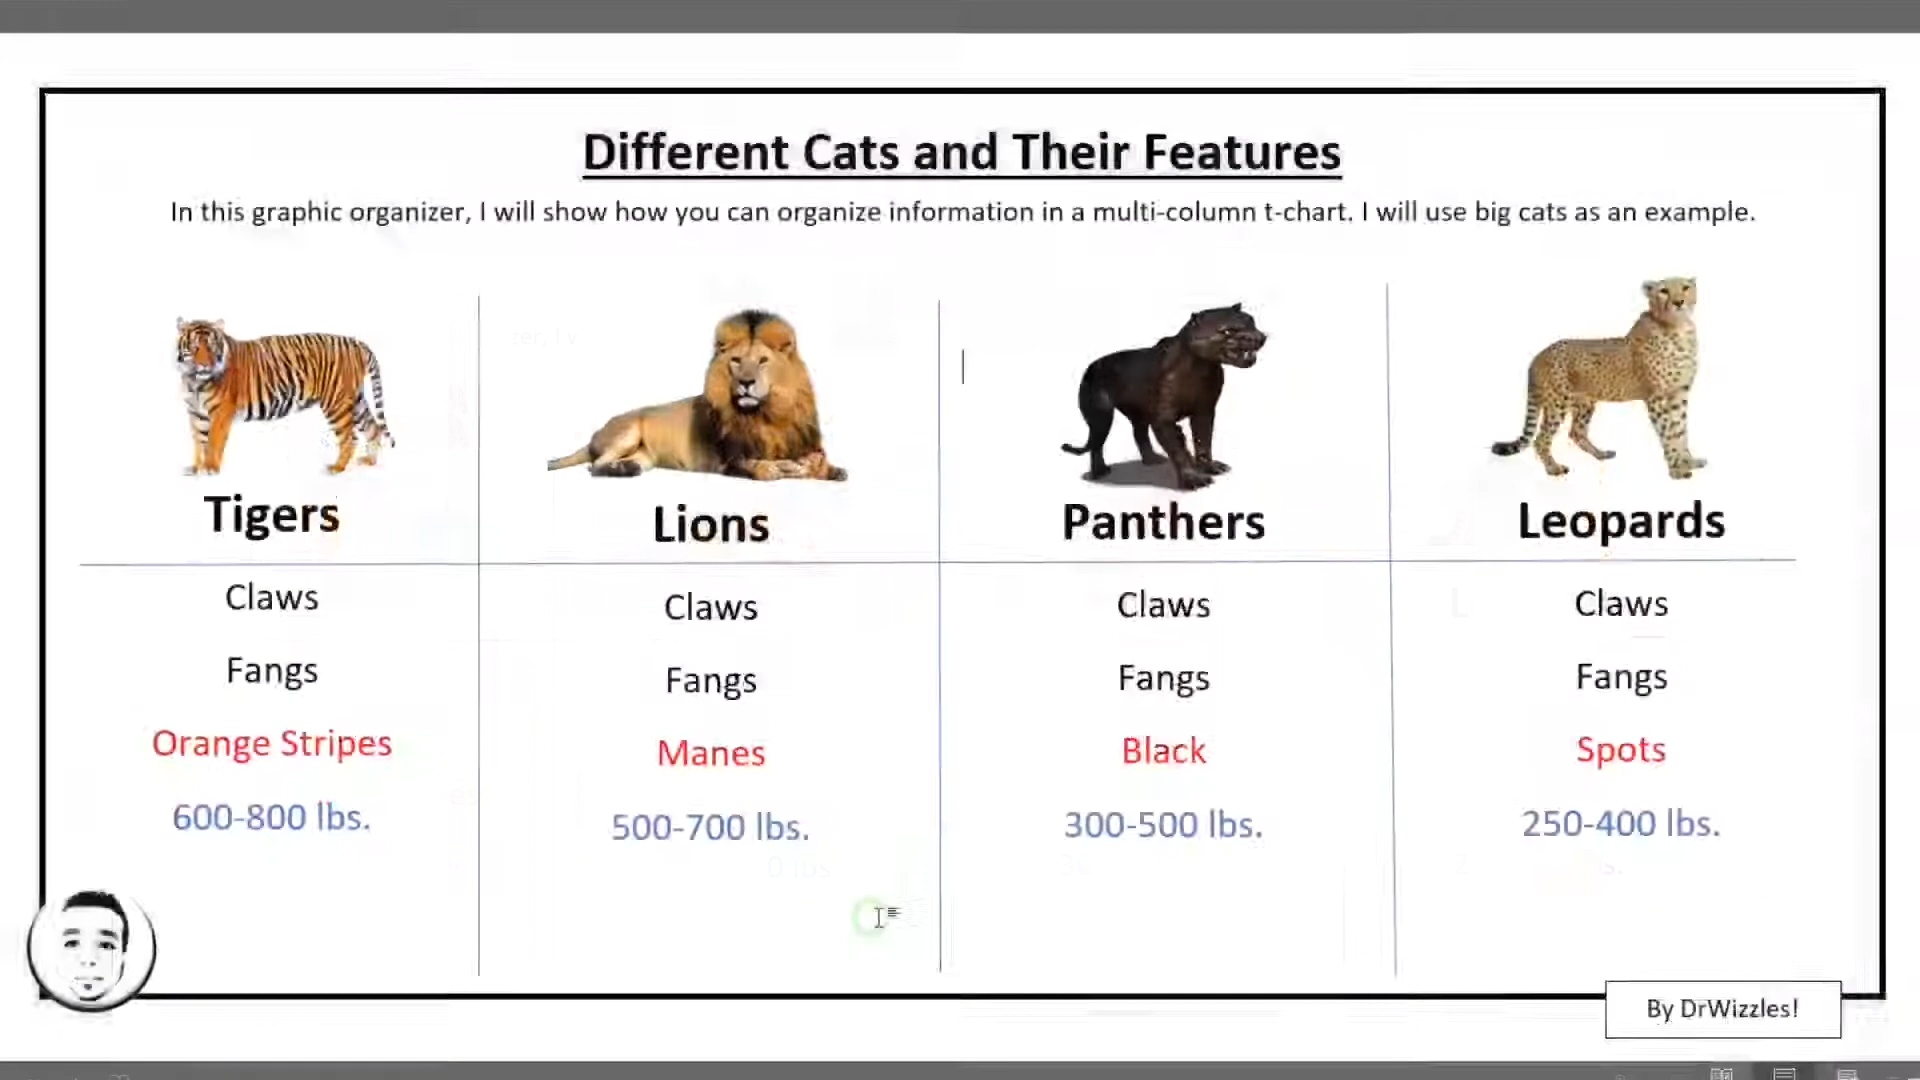 Different Cats and Their Features
In this graphic organizer, I will show how you can organize information in a multi-column t-chart. I will use big cats as an example.
Tigers
Claws
Fangs
Orange Stripes
600-800 lbs.
Lions
Claws
Fangs
Manes
500-700 lbs.
Panthers
Claws
Fangs
Black
300-500 lbs.
Leopards
Claws
Fangs
Spots
250-400 lbs.
By DrWizzles!